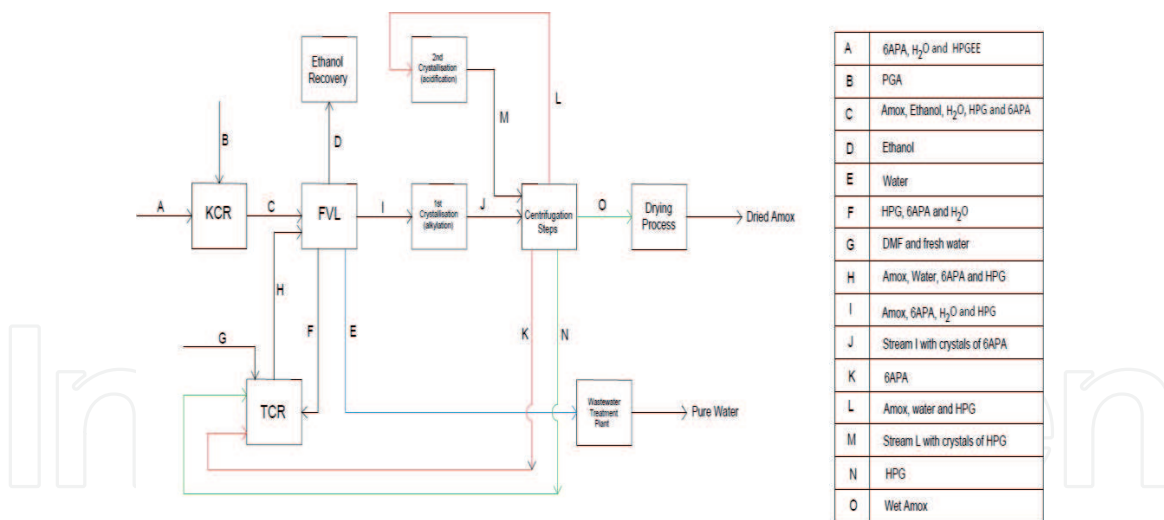 Ethanol
Recovery
2nd
Crystallisation
(acidification)
L
M
B
D
A
KCR
C
FVL
I
1st
Crystallisation
(alkylation)
J
Centrifugation
Steps
O
Drying
Process
Dried Amox
H
F
E
K
N
G
TCR
Wastewater
Treatment
Plant
Pure Water
A 6APA, H2O and HPGEE
B PGA
C Amox, Ethanol, H2O, HPG and 6APA
D Ethanol
E Water
F HPG, 6APA and H2O
G DMF and fresh water
H Amox, Water, 6APA and HPG
I Amox, 6APA, H2O and HPG
J Stream I with crystals of 6APA
K 6APA
L Amox, water and HPG
M Stream L with crystals of HPG
N HPG
O Wet Amox